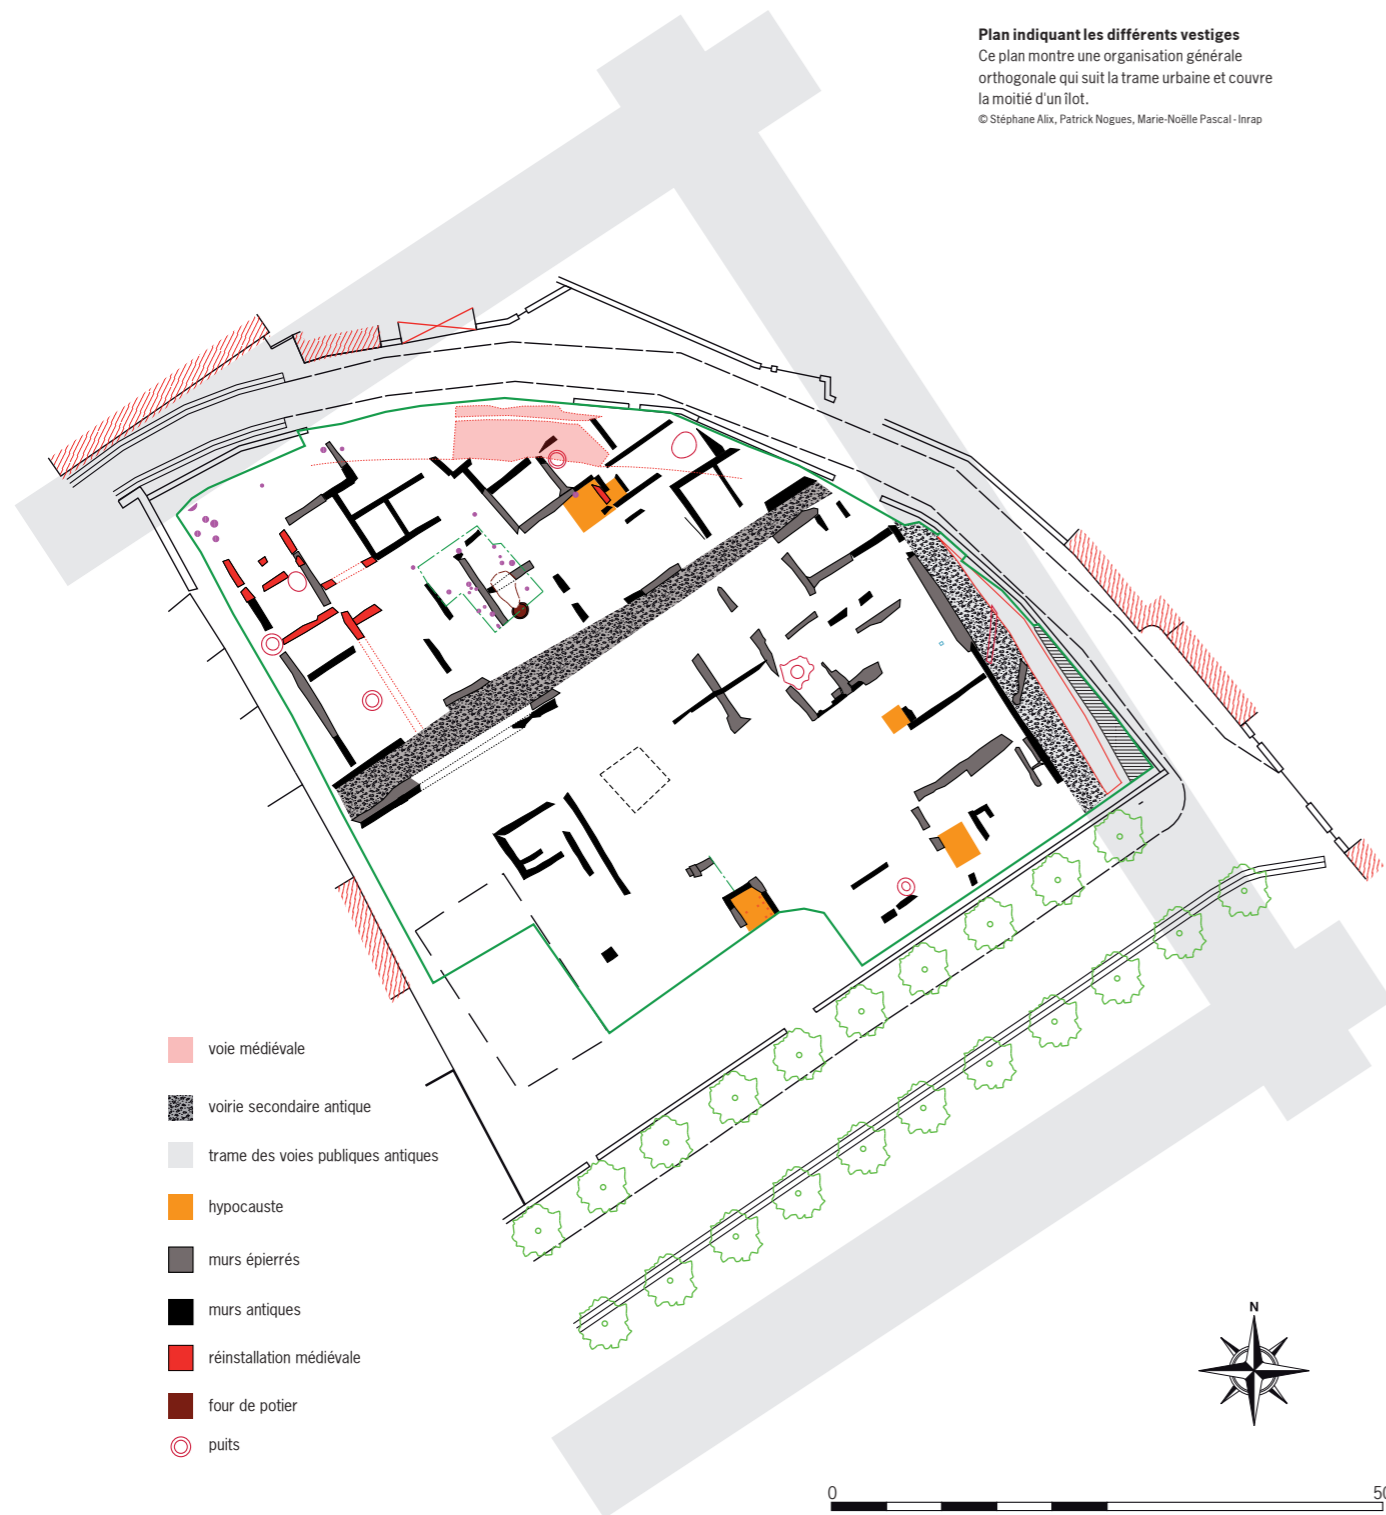 Plan indiquant les différents vestiges
Ce plan montre une organisation générale
orthogonale qui suit la trame urbaine et couvre
la moitié d'un îlot.
© Stéphane Alix, Patrick Nogues, Marie-Noëlle Pascal - Inrap
voie médiévale
voirie secondaire antique
trame des voies publiques antiques
hypocauste
murs épierrés
murs antiques
réinstallation médiévale
four de potier
puits
N
0